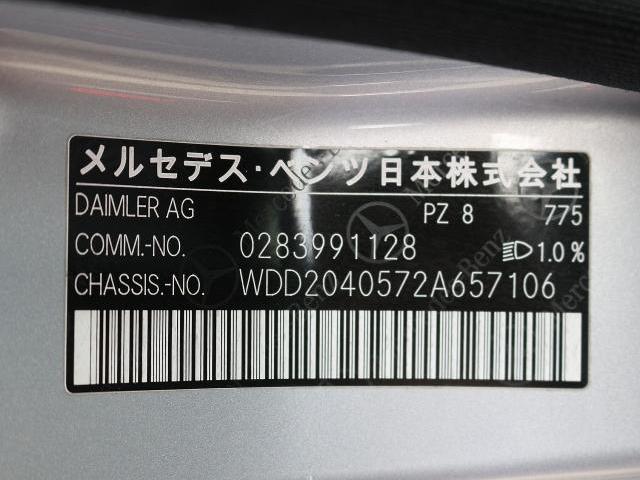 メルセデス・ベンツ日本株式会社
DAIMLER AG PZ 8 775
COMM.-NO. 0283991128 1.0%
CHASSIS.-NO. WDD2040572A657106